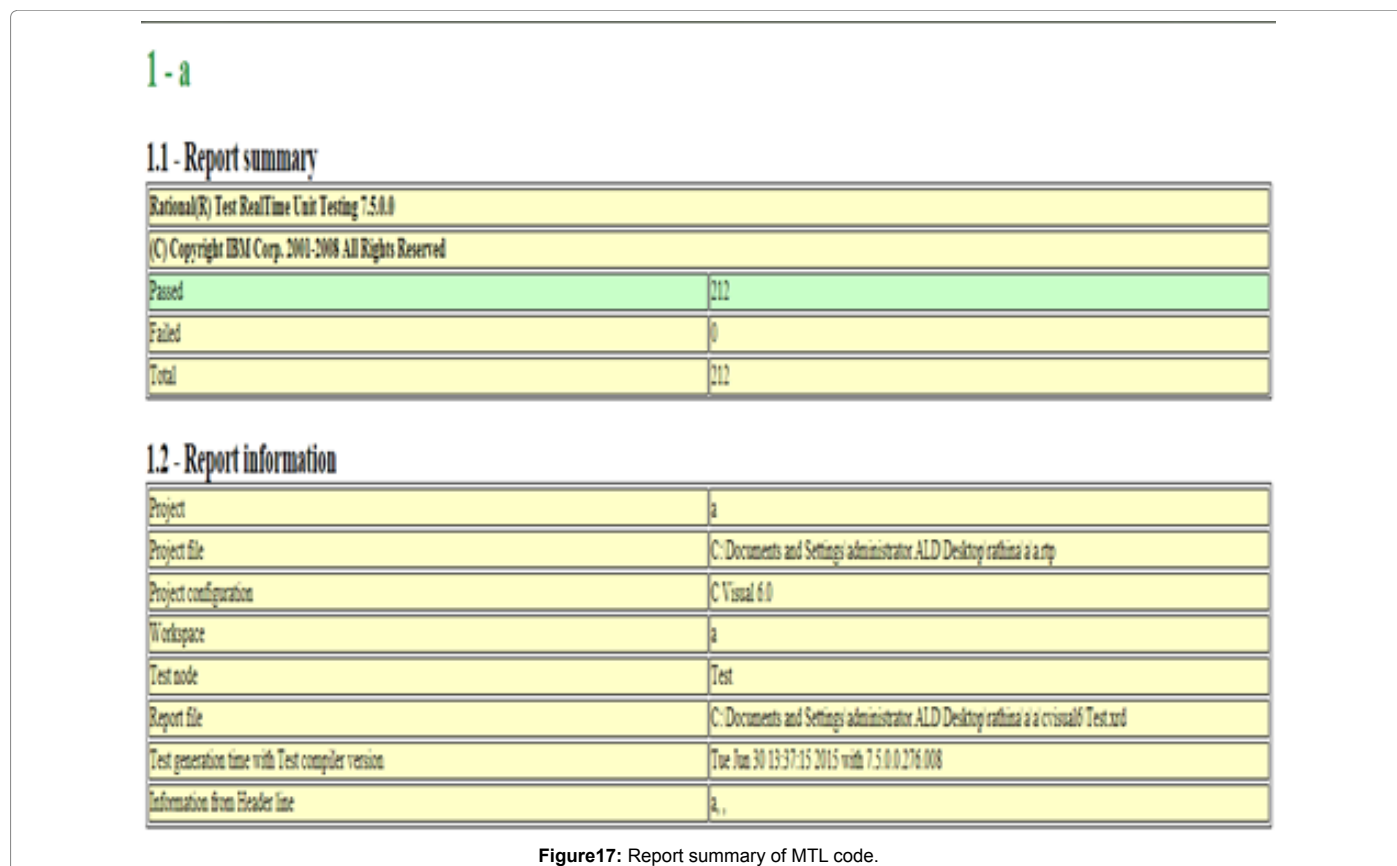 1 - a
1.1 - Report summary
Rational(R) Test RealTime Unit Testing 7.5.0.0
(C) Copyright IBM Corp. 2001-2008 All Rights Reserved
Passed 212
Failed 0
Total 212
1.2 - Report information
Project a
Project file C:\Documents and Settings\administrator.ALD\Desktop\rathina\a\a.rtp
Project configuration C Visual 6.0
Workspace a
Test node Test
Report file C:\Documents and Settings\administrator.ALD\Desktop\rathina\a\a\cvisual6\Test.xrd
Test generation time with Test compiler version Tue Jun 30 13:37:15 2015 with 7.5.0.0.276.008
Information from Header line a, ,
Figure17: Report summary of MTL code.